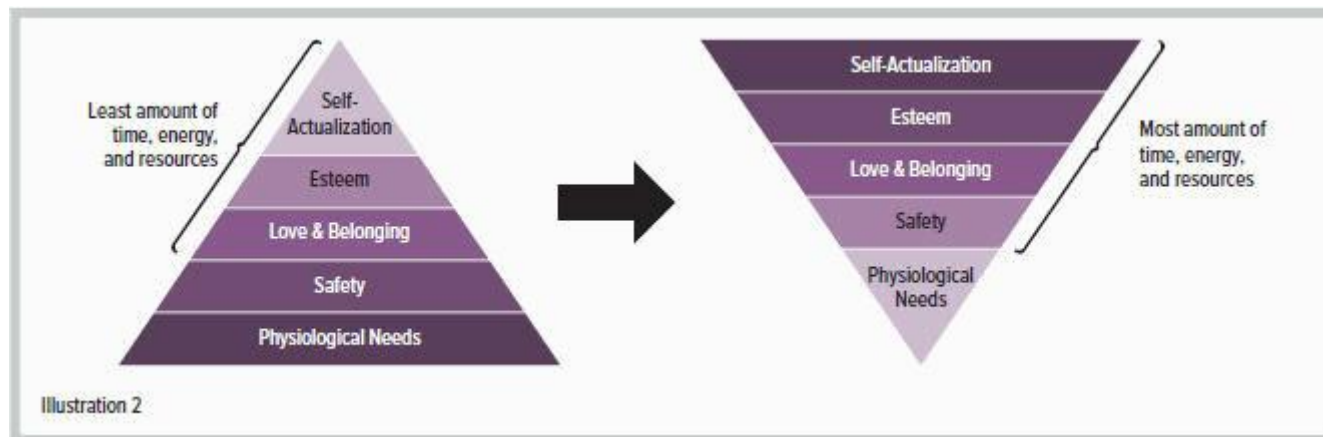 Least amount of
time, energy,
and resources
Self-
Actualization
Esteem
Love & Belonging
Safety
Physiological Needs
Self-Actualization
Esteem
Love & Belonging
Safety
Physiological
Needs
Most amount of
time, energy,
and resources
Illustration 2